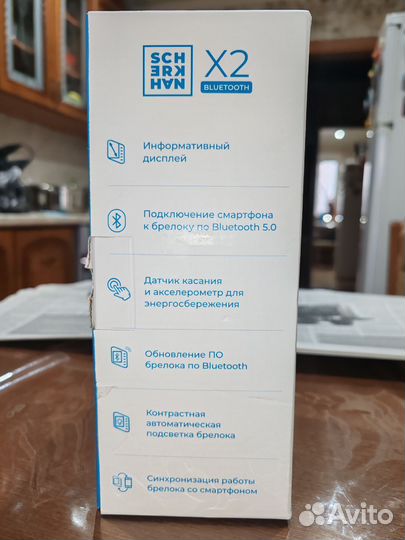 SCH
ERK
HAN
X2
BLUETOOTH
Информативный
дисплей
Подключение смартфона
к брелоку по Bluetooth 5.0
Датчик касания
и акселерометр для
энергосбережения
Обновление ПО
брелока по Bluetooth
Контрастная
автоматическая
подсветка брелока
Синхронизация работы
брелока со смартфоном
Avito